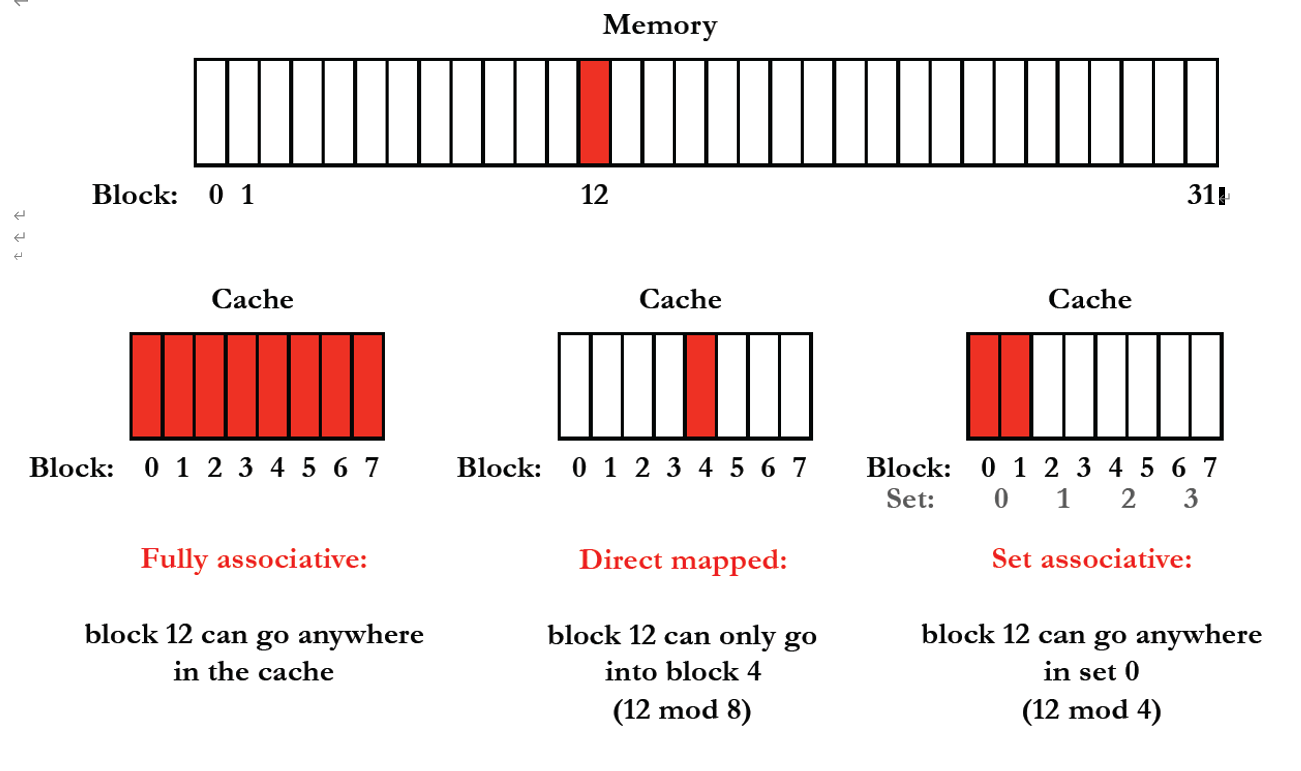 Memory
Block: 0 1 12 31
Cache Cache Cache
Block: 0 1 2 3 4 5 6 7 Block: 0 1 2 3 4 5 6 7 Block: 0 1 2 3 4 5 6 7
Set: 0 1 2 3
Fully associative: Direct mapped: Set associative:
block 12 can go anywhere block 12 can only go block 12 can go anywhere
in the cache into block 4 in set 0
(12 mod 8) (12 mod 4)